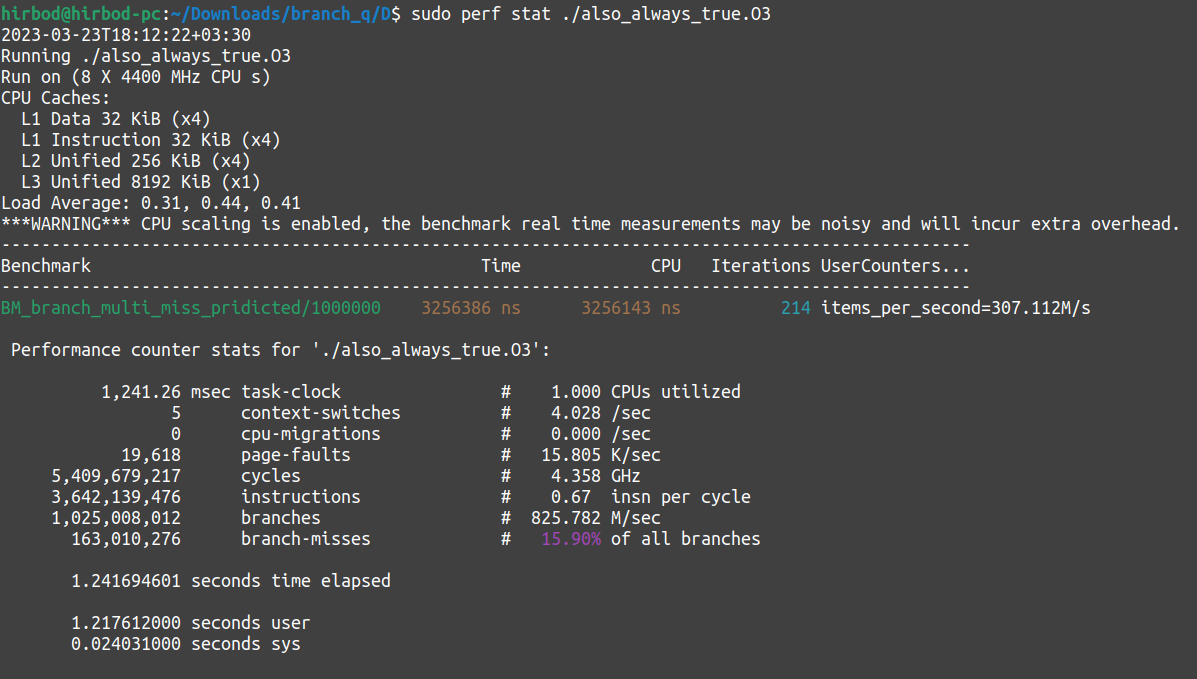 hirbod@hirbod-pc:~/Downloads/branch_q/D$ sudo perf stat ./also_always_true.O3
2023-03-23T18:12:22+03:30
Running ./also_always_true.O3
Run on (8 X 4400 MHz CPU s)
CPU Caches:
  L1 Data 32 KiB (x4)
  L1 Instruction 32 KiB (x4)
  L2 Unified 256 KiB (x4)
  L3 Unified 8192 KiB (x1)
Load Average: 0.31, 0.44, 0.41
***WARNING*** CPU scaling is enabled, the benchmark real time measurements may be noisy and will incur extra overhead.
-------------------------------------------------------------------------------------------------
Benchmark                                       Time             CPU   Iterations UserCounters...
-------------------------------------------------------------------------------------------------
BM_branch_multi_miss_pridicted/1000000    3256386 ns      3256143 ns          214 items_per_second=307.112M/s

 Performance counter stats for './also_always_true.O3':

          1,241.26 msec task-clock                #    1.000 CPUs utilized
                 5      context-switches          #    4.028 /sec
                 0      cpu-migrations            #    0.000 /sec
            19,618      page-faults               #   15.805 K/sec
     5,409,679,217      cycles                    #    4.358 GHz
     3,642,139,476      instructions              #    0.67  insn per cycle
     1,025,008,012      branches                  #  825.782 M/sec
       163,010,276      branch-misses             #   15.90% of all branches

       1.241694601 seconds time elapsed

       1.217612000 seconds user
       0.024031000 seconds sys